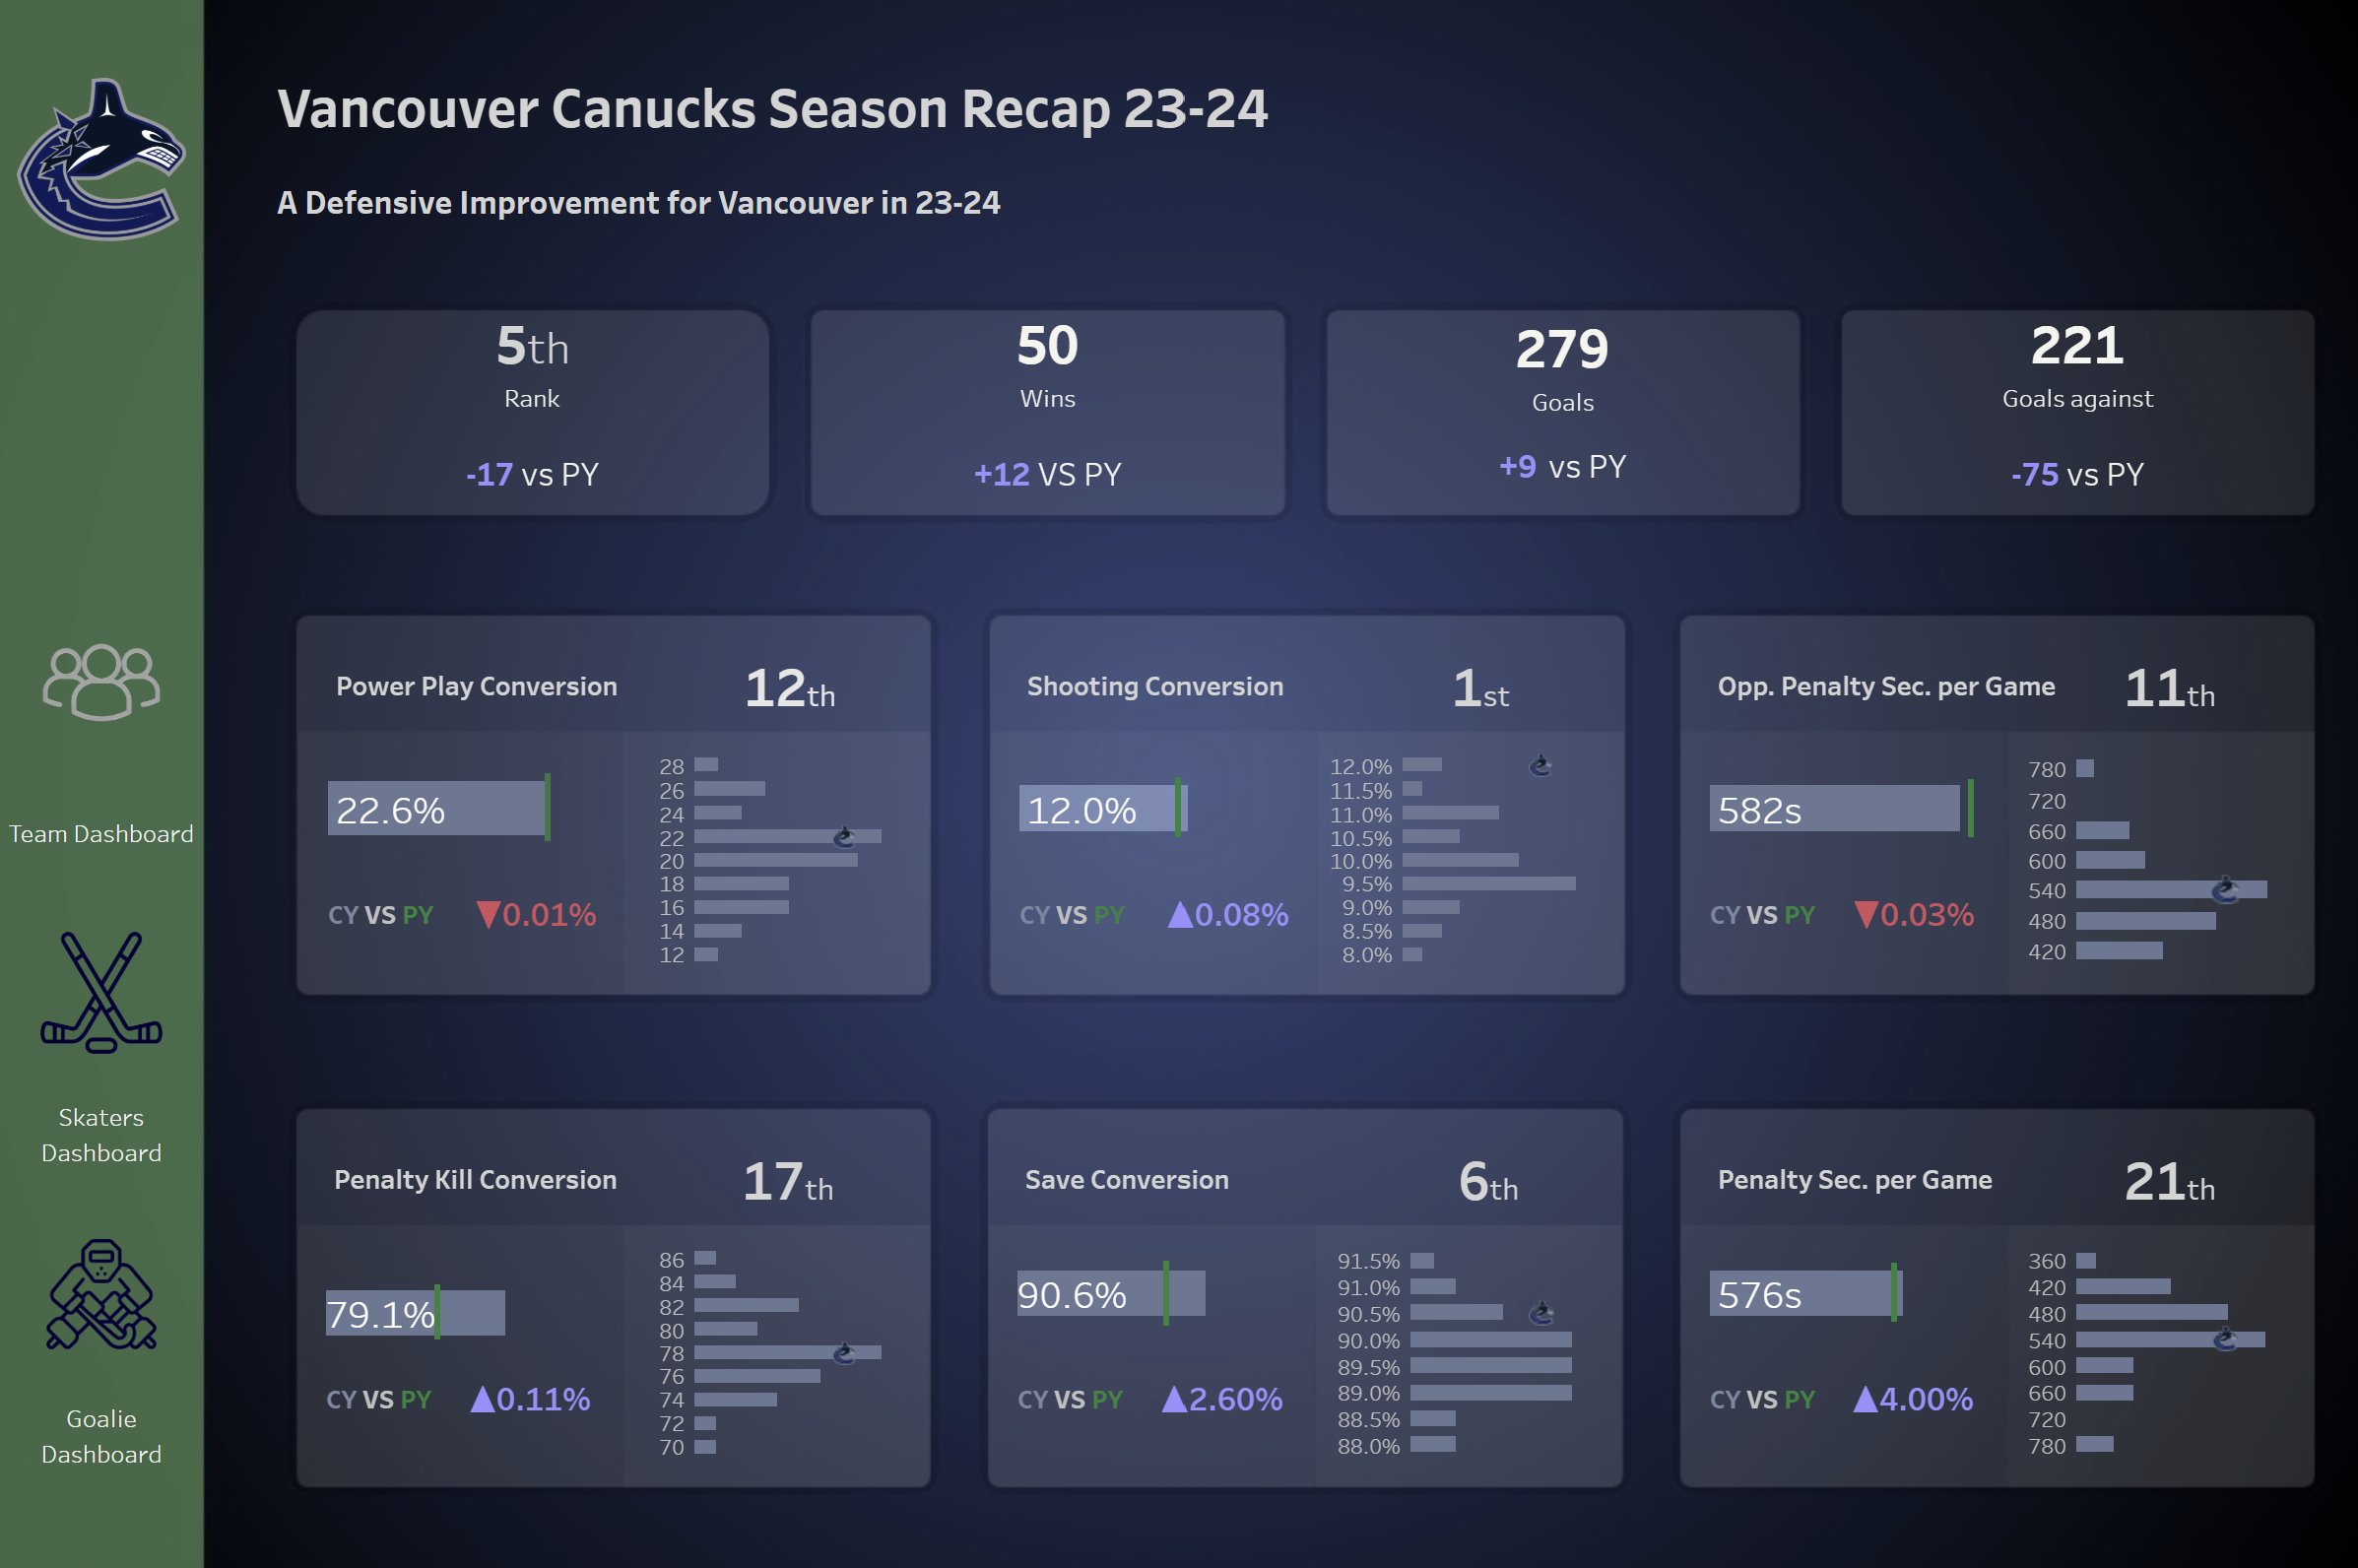 Vancouver Canucks Season Recap 23-24
A Defensive Improvement for Vancouver in 23-24
5th
Rank
-17 vs PY
50
Wins
+12 VS PY
279
Goals
+9 vs PY
221
Goals against
-75 vs PY
Team Dashboard
Skaters
Dashboard
Goalie
Dashboard
Power Play Conversion
12th
22.6%
CY VS PY
▼0.01%
28
26
24
22
20
18
16
14
12
Shooting Conversion
1st
12.0%
CY VS PY
▲0.08%
12.0%
11.5%
11.0%
10.5%
10.0%
9.5%
9.0%
8.5%
8.0%
Opp. Penalty Sec. per Game
11th
582s
CY VS PY
▼0.03%
780
720
660
600
540
480
420
Penalty Kill Conversion
17th
79.1%
CY VS PY
▲0.11%
86
84
82
80
78
76
74
72
70
Save Conversion
6th
90.6%
CY VS PY
▲2.60%
91.5%
91.0%
90.5%
90.0%
89.5%
89.0%
88.5%
88.0%
Penalty Sec. per Game
21th
576s
CY VS PY
▲4.00%
360
420
480
540
600
660
720
780